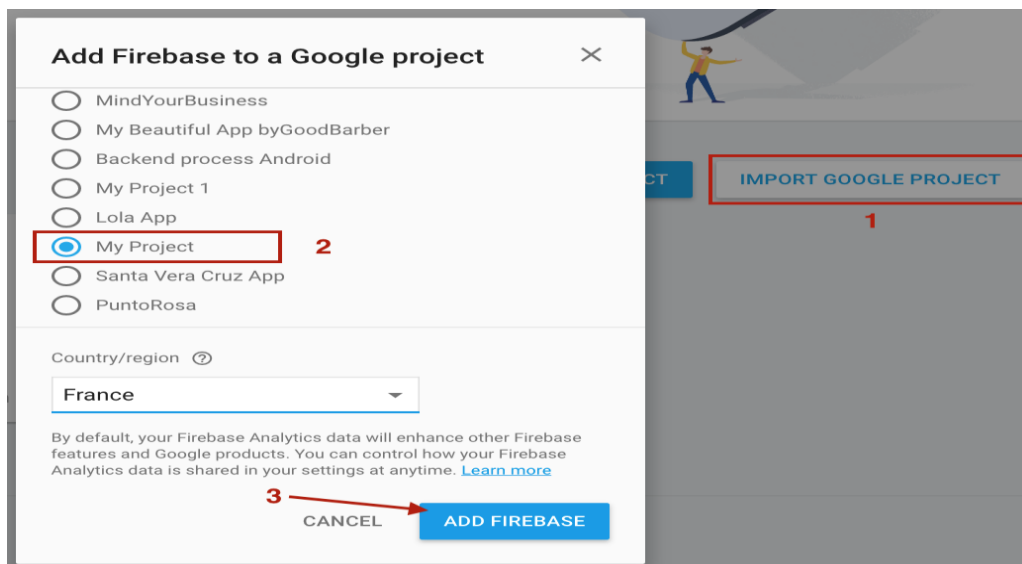 Add Firebase to a Google project
MindYourBusiness
My Beautiful App byGoodBarber
Backend process Android
My Project 1
Lola App
My Project
2
Santa Vera Cruz App
PuntoRosa
Country/region
France
By default, your Firebase Analytics data will enhance other Firebase
features and Google products. You can control how your Firebase
Analytics data is shared in your settings at anytime. Learn more
3
CANCEL
ADD FIREBASE
CT
IMPORT GOOGLE PROJECT
1